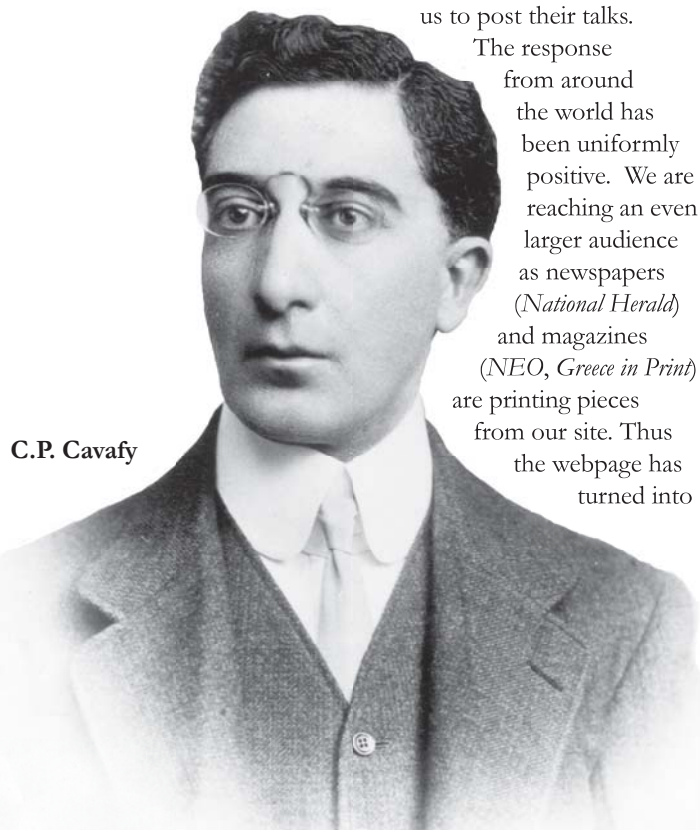 us to post their talks.
The response
from around
the world has
been uniformly
positive.  We are
reaching an even
larger audience
as newspapers
(National Herald)
and magazines
(NEO, Greece in Print)
are printing pieces
from our site. Thus
the webpage has
turned into
C.P. Cavafy